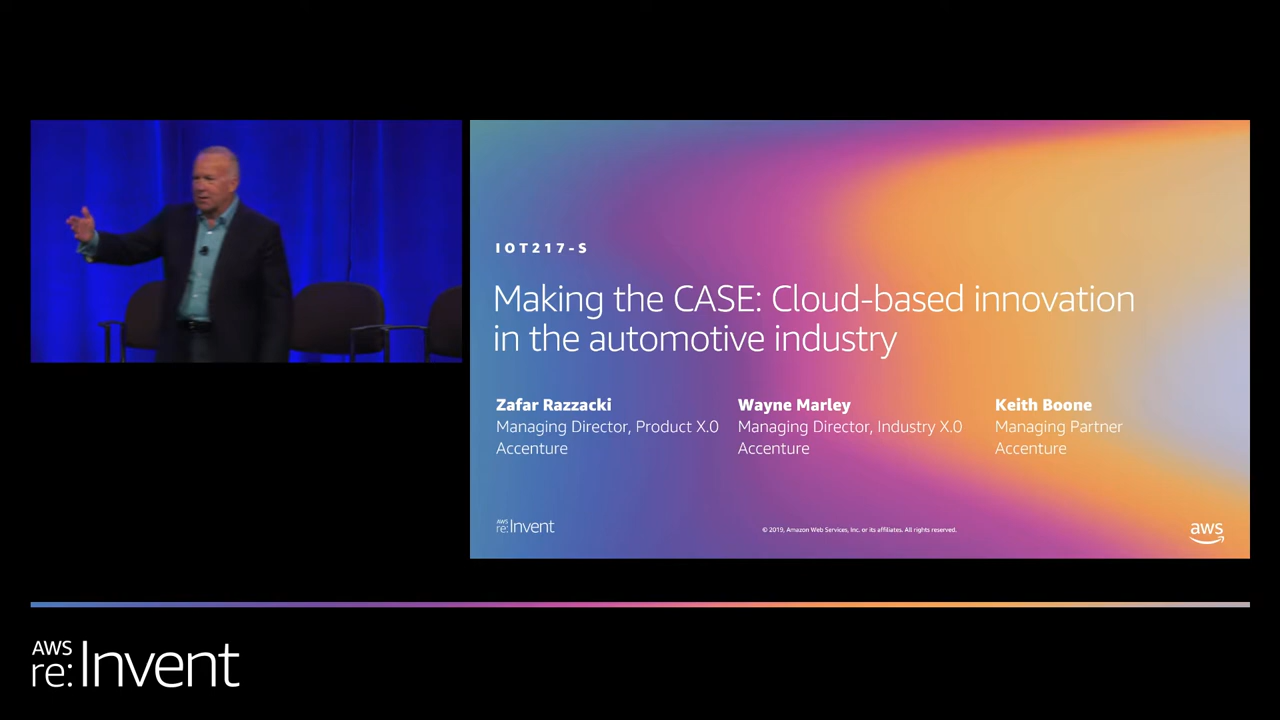 IOT217-S
Making the CASE: Cloud-based innovation
in the automotive industry
Zafar Razzacki
Managing Director, Product X.0
Accenture
Wayne Marley
Managing Director, Industry X.0
Accenture
Keith Boone
Managing Partner
Accenture
AWS
re:Invent
© 2019, Amazon Web Services, Inc. or its affiliates. All rights reserved.
aws
AWS
re:Invent